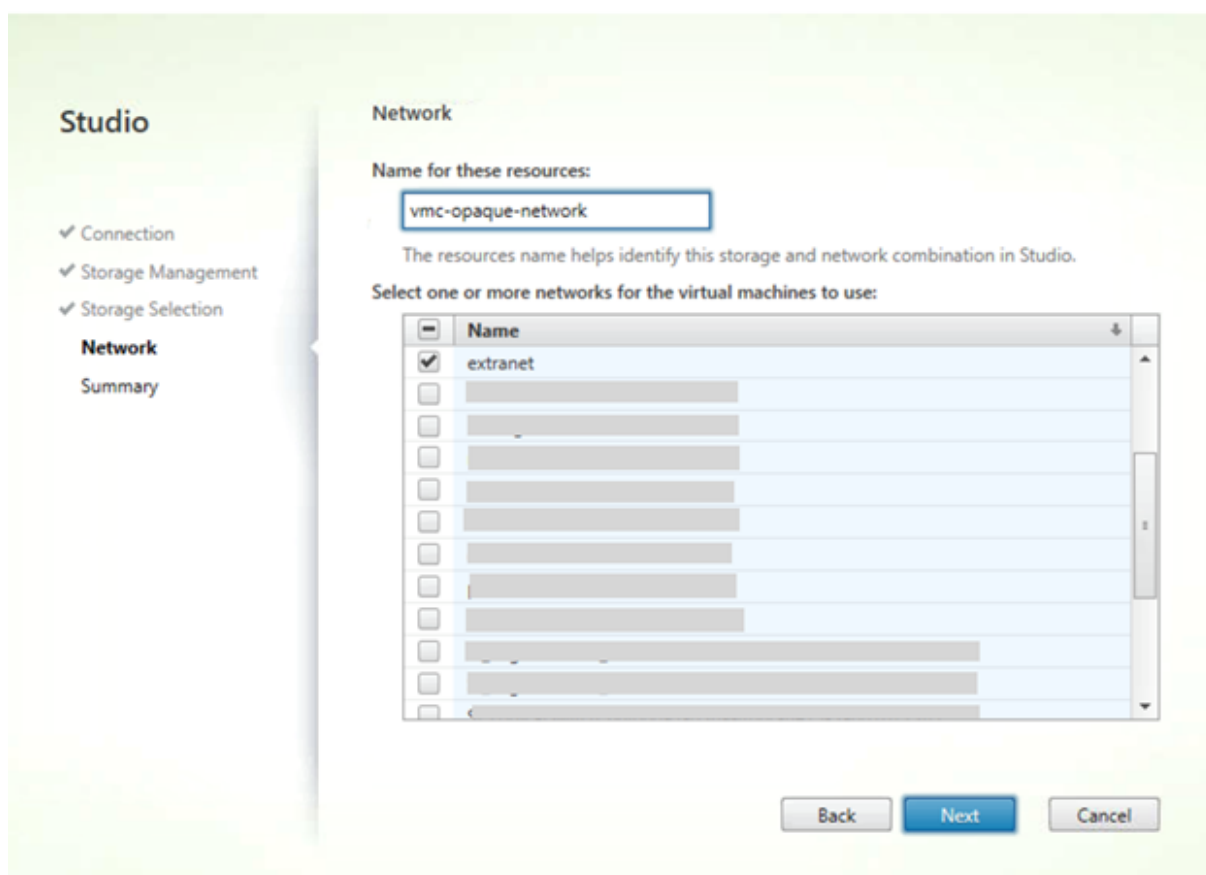 Studio
Connection
Storage Management
Storage Selection
Network
Summary
Network
Name for these resources:
vmc-opaque-network
The resources name helps identify this storage and network combination in Studio.
Select one or more networks for the virtual machines to use:
Name
extranet
Back
Next
Cancel